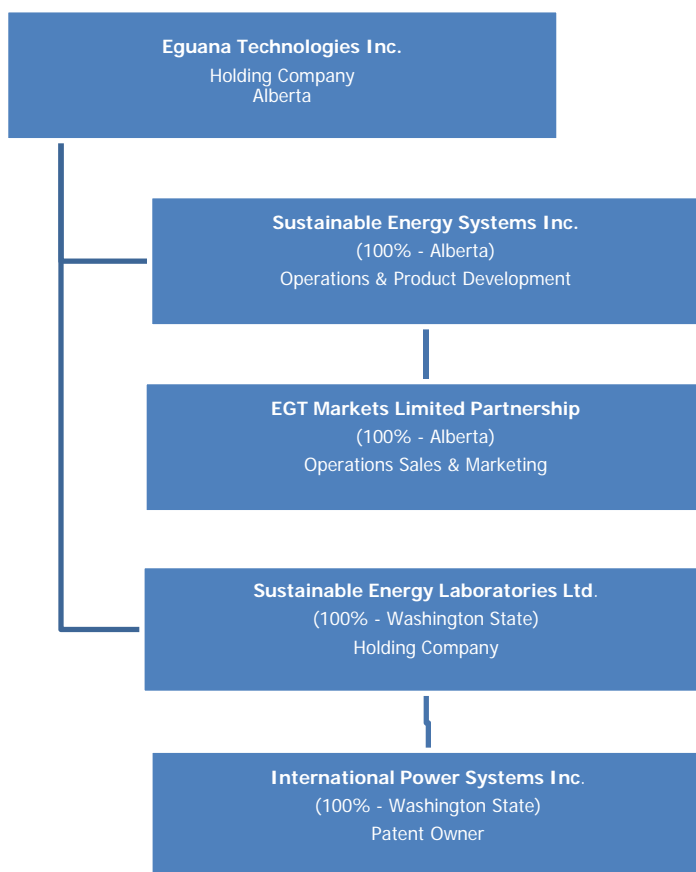 Eguana Technologies Inc.
Holding Company
Alberta
Sustainable Energy Systems Inc.
(100% - Alberta)
Operations & Product Development
EGT Markets Limited Partnership
(100% - Alberta)
Operations Sales & Marketing
Sustainable Energy Laboratories Ltd.
(100% - Washington State)
Holding Company
International Power Systems Inc.
(100% - Washington State)
Patent Owner